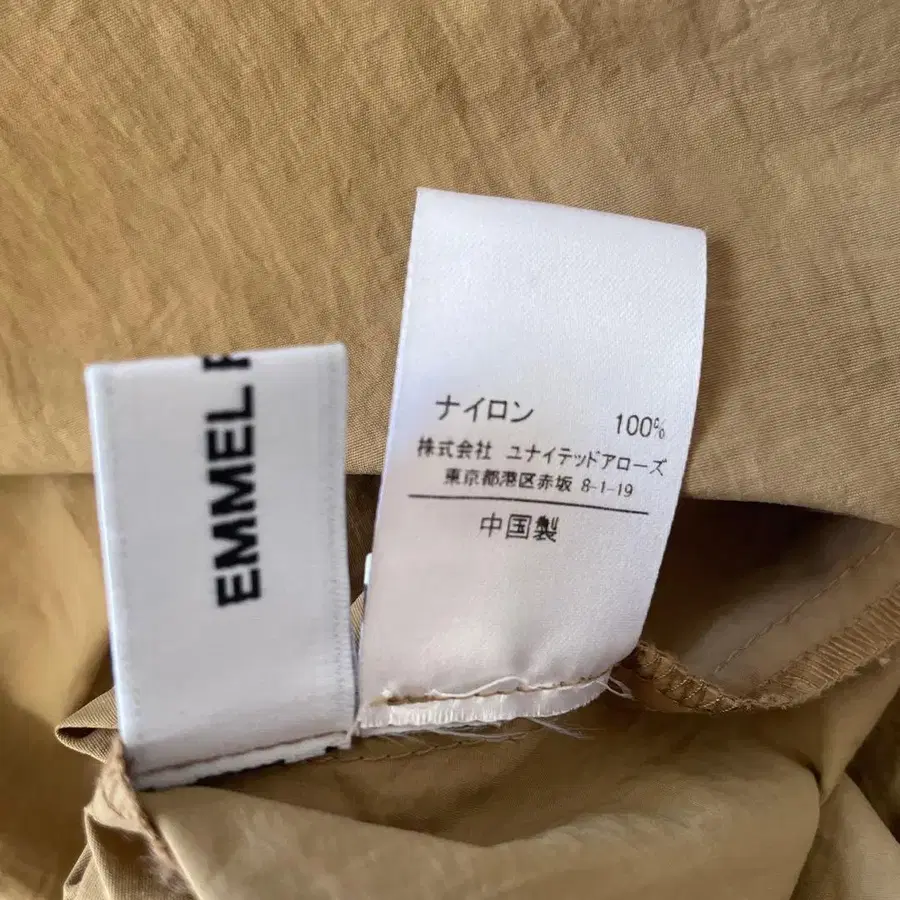 EMMEL
ナイロン 100%
株式会社 ユナイテッドアローズ
東京都港区赤坂 8-1-19
中国製